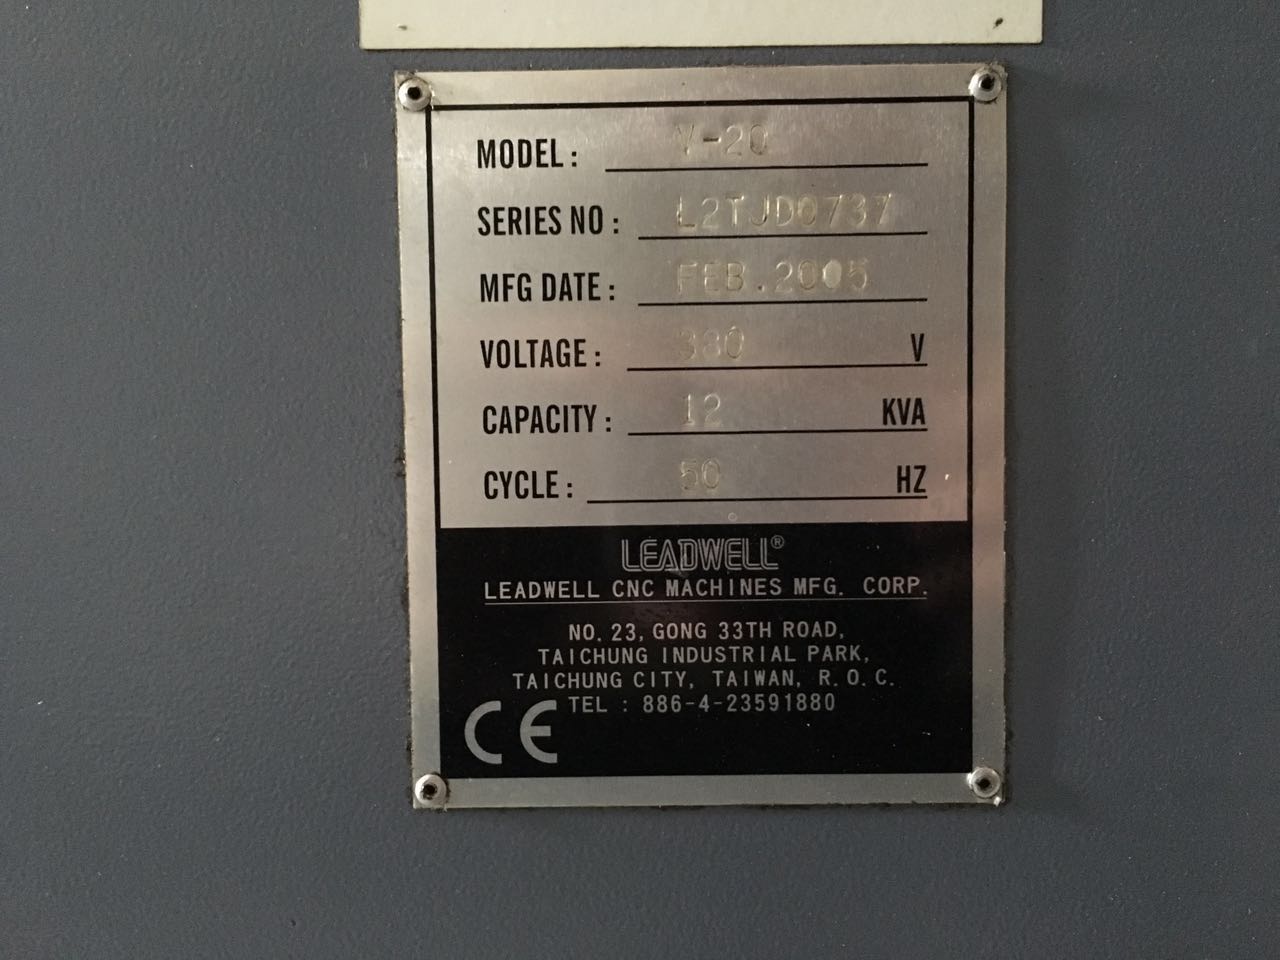 MODEL: V-20
SERIES NO: L2TJD0737
MFG DATE: FEB.2005
VOLTAGE: 380 V
CAPACITY: 12 KVA
CYCLE: 50 HZ
LEADWELL®
LEADWELL CNC MACHINES MFG. CORP.
NO. 23, GONG 33TH ROAD,
TAICHUNG INDUSTRIAL PARK,
TAICHUNG CITY, TAIWAN, R.O.C.
TEL : 886-4-23591880
CE